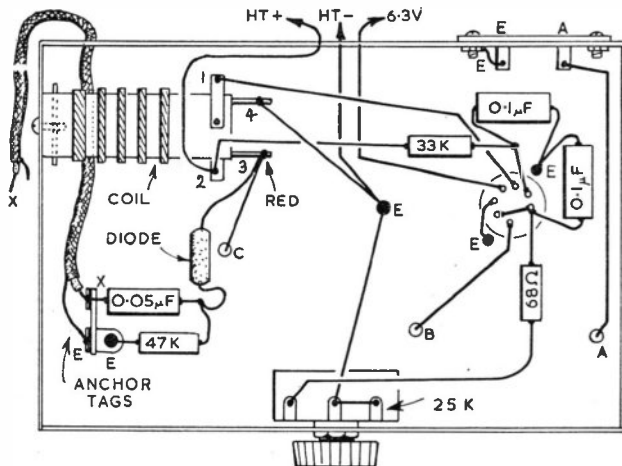 HT+
HT-
6.3V
E
A
E
1
4
0.1µF
X
2
3
33K
E
0.1µF
COIL
RED
E
DIODE
C
E
68Ω
X
0.05µF
B
A
E
E
47K
ANCHOR
TAGS
25K